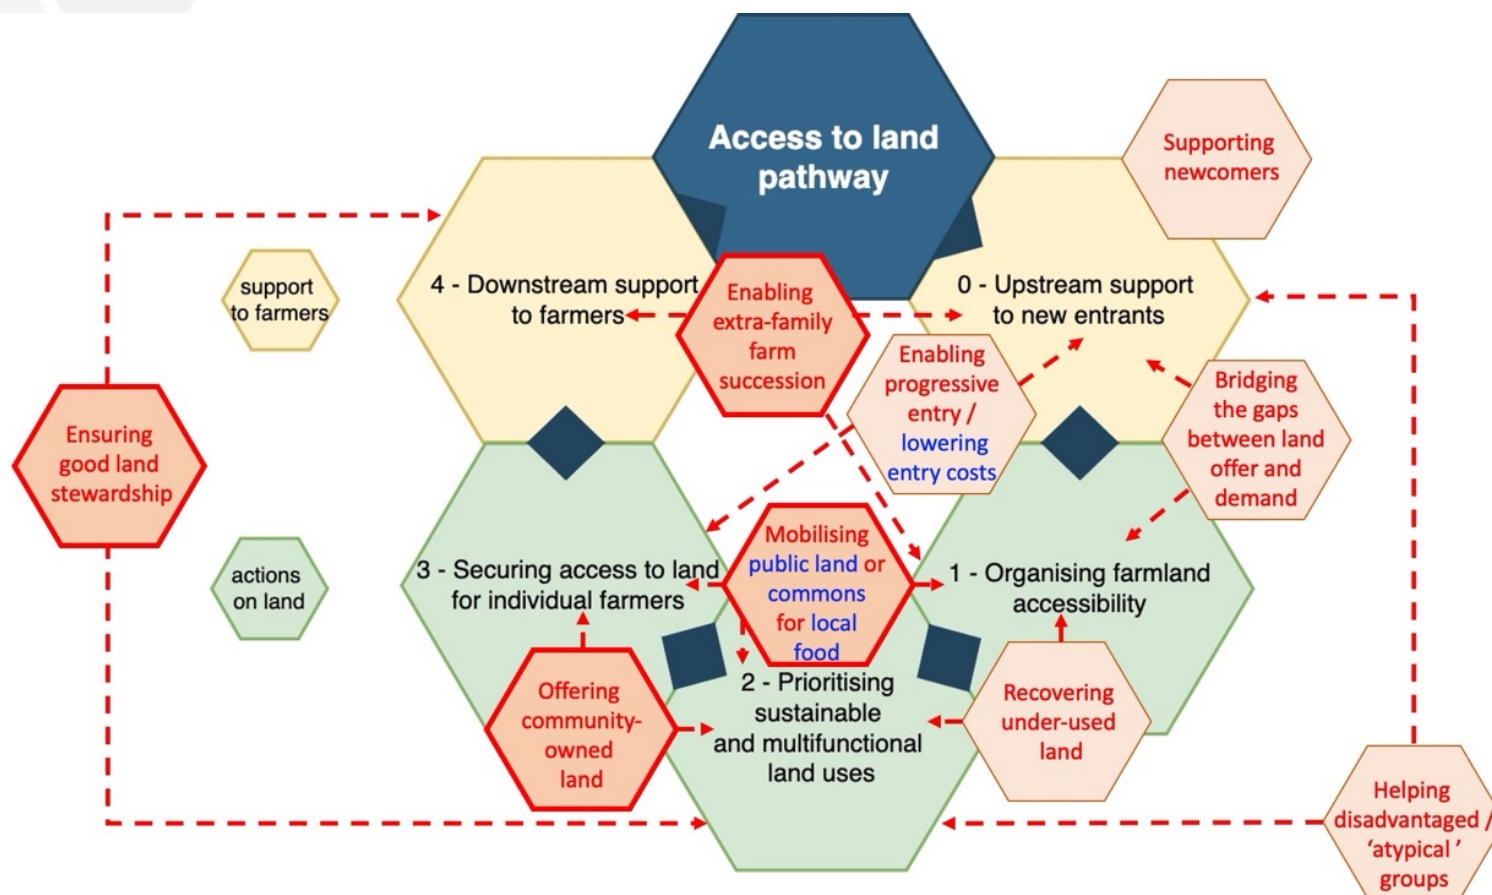 Access to land
pathway
Supporting
newcomers
4 - Downstream support
to farmers
0 - Upstream support
to new entrants
support
to farmers
Enabling
extra-family
farm
succession
Enabling
progressive
entry /
lowering
entry costs
Bridging
the gaps
between land
offer and
demand
Ensuring
good land
stewardship
Mobilising
public land or
commons
for local
food
3 - Securing access to land
for individual farmers
1 - Organising farmland
accessibility
actions
on land
Offering
community-
owned
land
2 - Prioritising
sustainable
and multifunctional
land uses
Recovering
under-used
land
Helping
disadvantaged /
‘atypical ’
groups